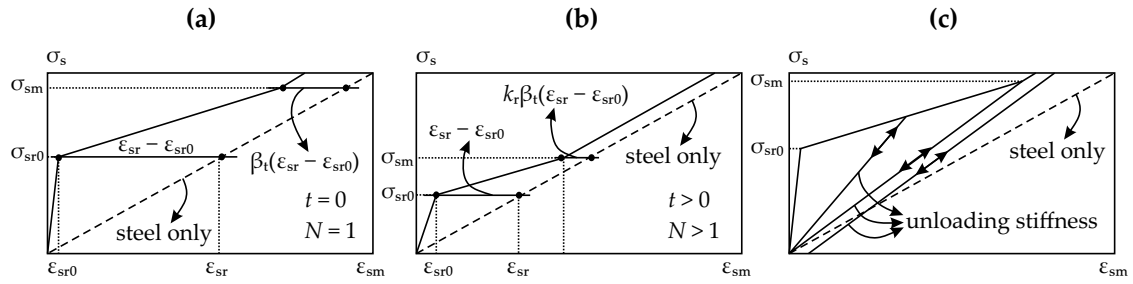 (a)
σs
σsm
σsr0
εsr − εsr0
βt(εsr − εsr0)
steel only
t = 0
N = 1
εsr0
εsr
εsm
(b)
σs
krβt(εsr − εsr0)
εsr − εsr0
σsm
σsr0
steel only
t > 0
N > 1
εsr0
εsr
εsm
(c)
σs
σsm
σsr0
steel only
unloading stiffness
εsm